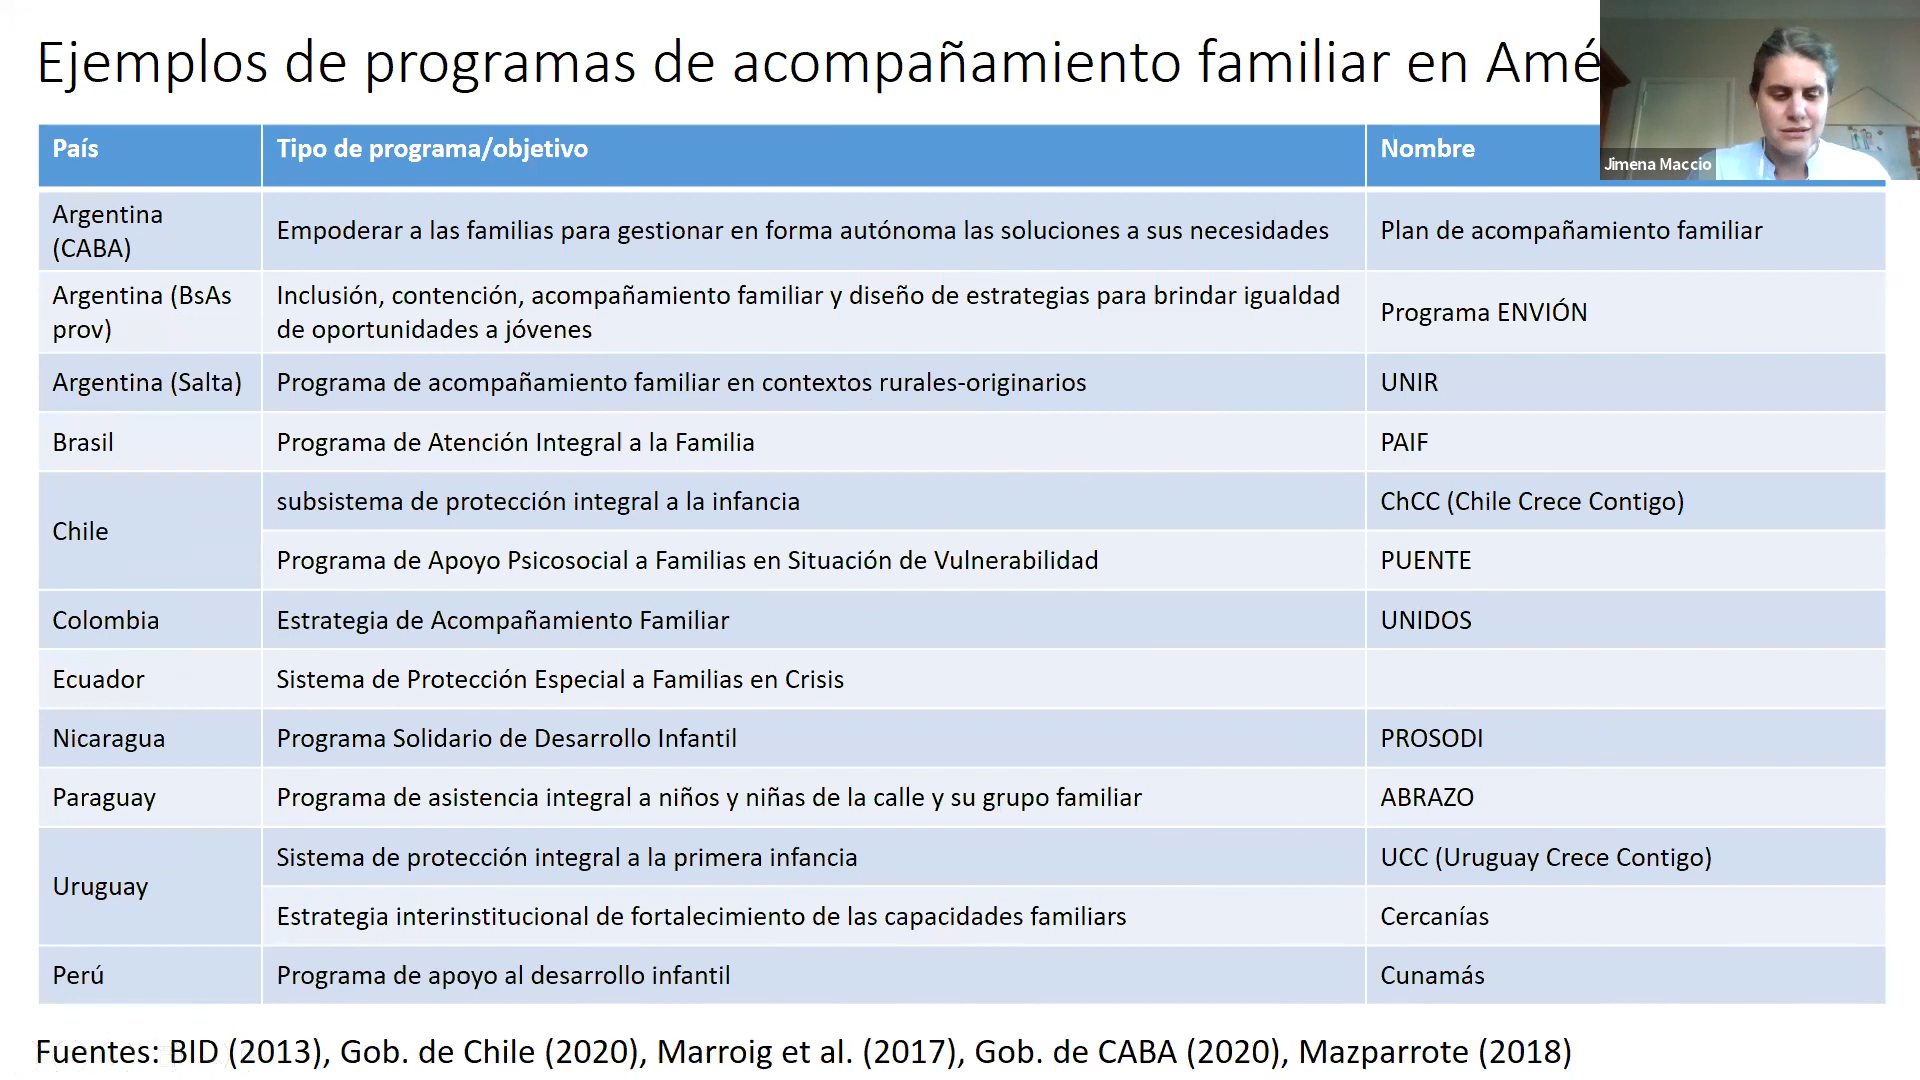 Ejemplos de programas de acompañamiento familiar en Amé
País
Tipo de programa/objetivo
Nombre
Jimena Maccio
Argentina
(CABA)
Empoderar a las familias para gestionar en forma autónoma las soluciones a sus necesidades
Plan de acompañamiento familiar
Argentina (BsAs
prov)
Inclusión, contención, acompañamiento familiar y diseño de estrategias para brindar igualdad
de oportunidades a jóvenes
Programa ENVIÓN
Argentina (Salta)
Programa de acompañamiento familiar en contextos rurales-originarios
UNIR
Brasil
Programa de Atención Integral a la Familia
PAIF
Chile
subsistema de protección integral a la infancia
ChCC (Chile Crece Contigo)
Programa de Apoyo Psicosocial a Familias en Situación de Vulnerabilidad
PUENTE
Colombia
Estrategia de Acompañamiento Familiar
UNIDOS
Ecuador
Sistema de Protección Especial a Familias en Crisis
Nicaragua
Programa Solidario de Desarrollo Infantil
PROSODI
Paraguay
Programa de asistencia integral a niños y niñas de la calle y su grupo familiar
ABRAZO
Uruguay
Sistema de protección integral a la primera infancia
UCC (Uruguay Crece Contigo)
Estrategia interinstitucional de fortalecimiento de las capacidades familiars
Cercanías
Perú
Programa de apoyo al desarrollo infantil
Cunamás
Fuentes: BID (2013), Gob. de Chile (2020), Marroig et al. (2017), Gob. de CABA (2020), Mazparrote (2018)